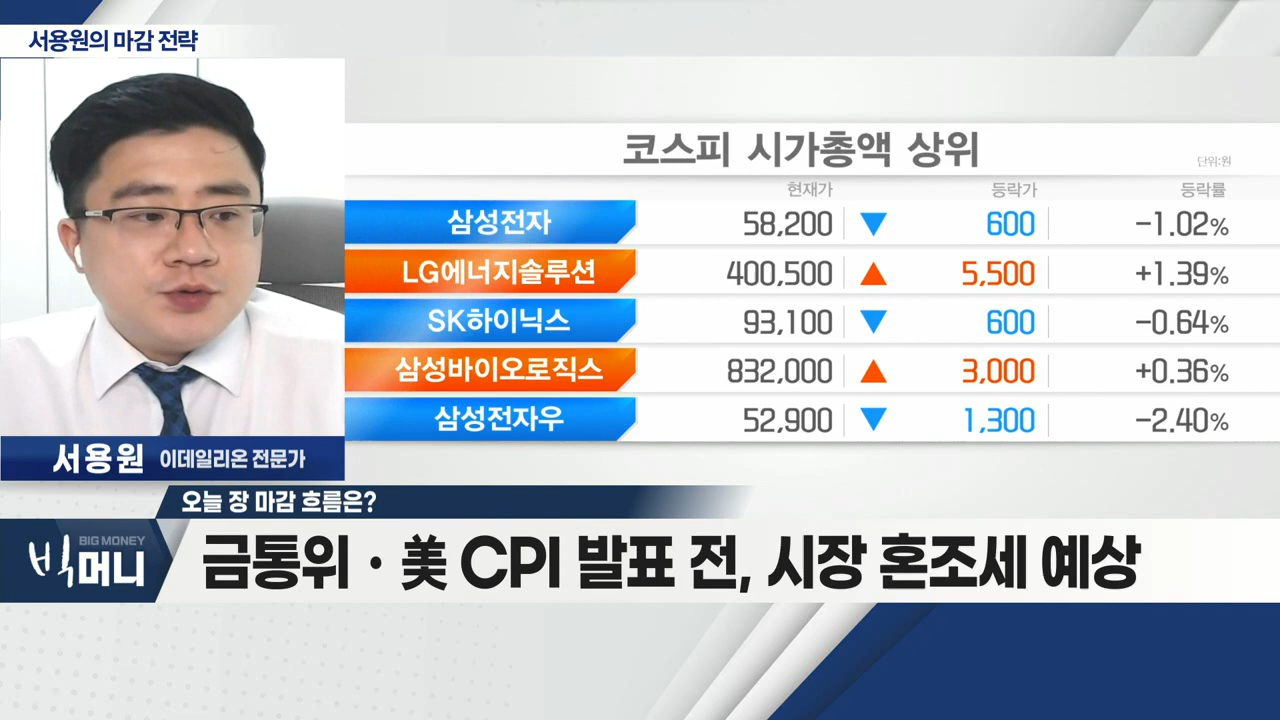 서용원의 마감 전략
코스피 시가총액 상위
단위:원
현재가 등락가 등락률
삼성전자 58,200 ▼ 600 -1.02%
LG에너지솔루션 400,500 ▲ 5,500 +1.39%
SK하이닉스 93,100 ▼ 600 -0.64%
삼성바이오로직스 832,000 ▲ 3,000 +0.36%
삼성전자우 52,900 ▼ 1,300 -2.40%
서용원 이데일리온 전문가
오늘 장 마감 흐름은?
BIG MONEY
빅머니
금통위·美 CPI 발표 전, 시장 혼조세 예상